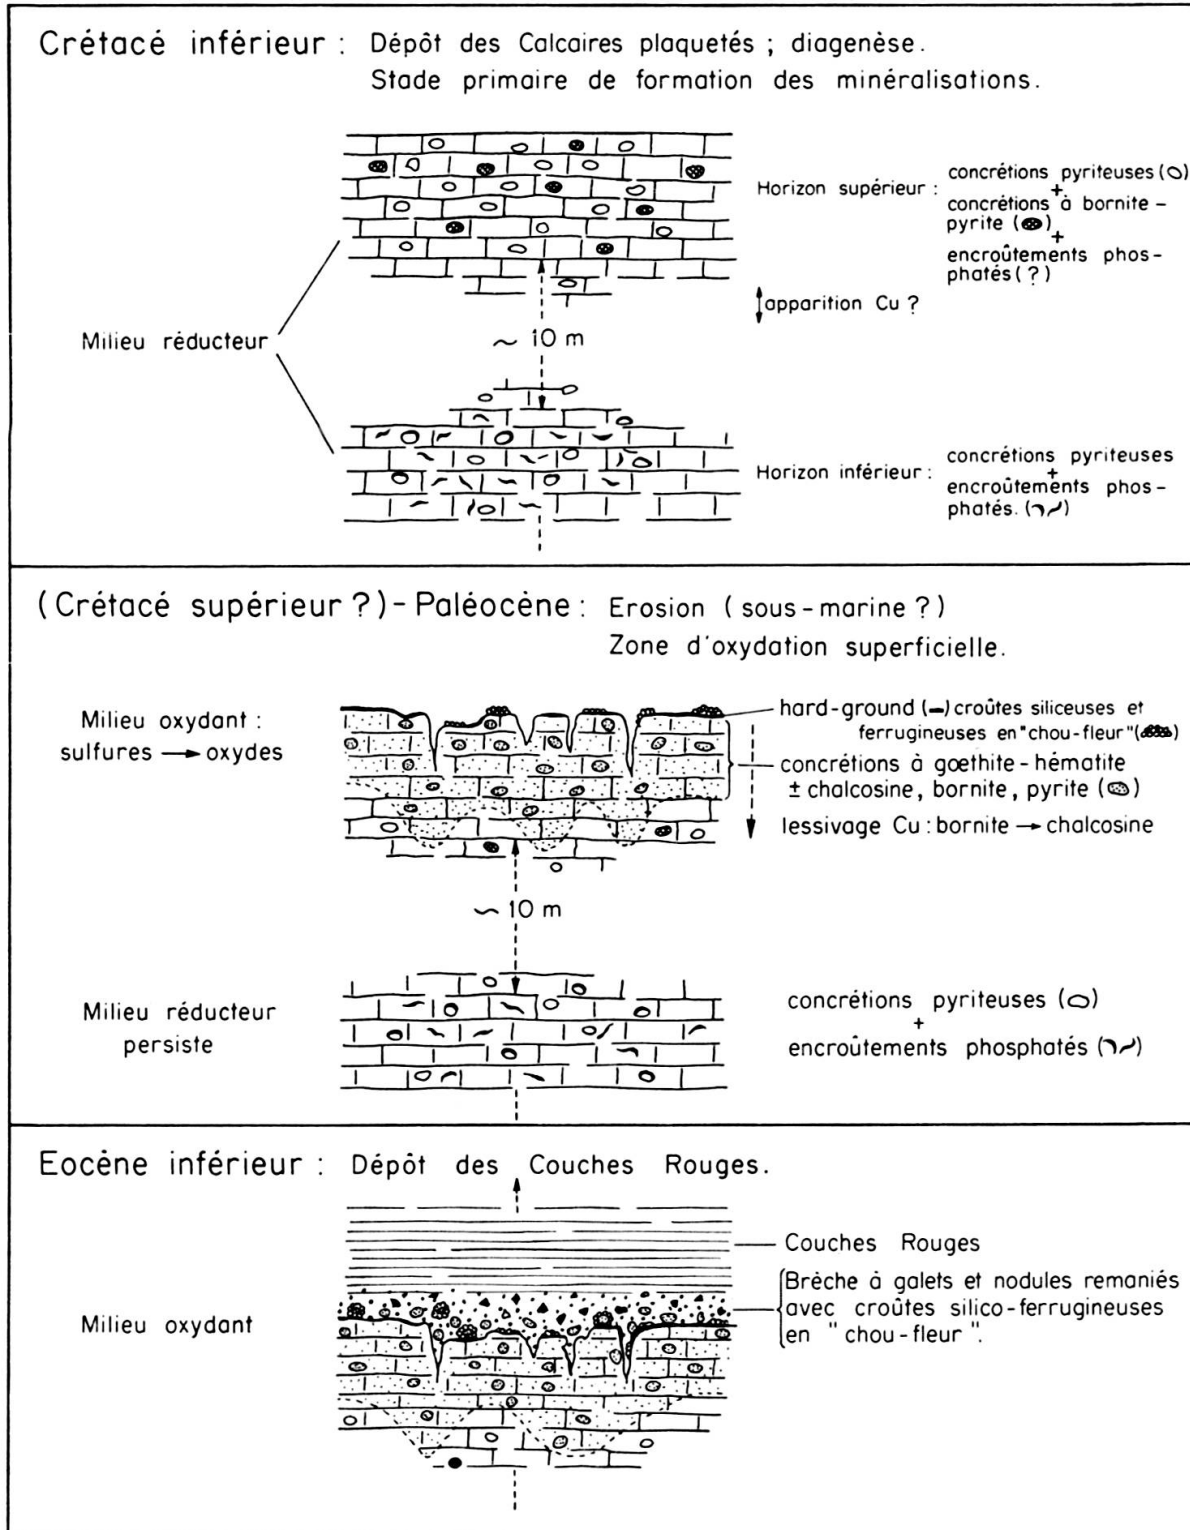 Crétacé inférieur : Dépôt des Calcaires plaquetés ; diagenèse.
Stade primaire de formation des minéralisations.
Milieu réducteur
~ 10 m
Horizon supérieur :
concrétions pyriteuses ( )
+
concrétions à bornite -
pyrite ( )
+
encroûtements phos-
phatés (?)
apparition Cu ?
Horizon inférieur :
concrétions pyriteuses
+
encroûtements phos-
phatés. ( )
(Crétacé supérieur ?) - Paléocène : Erosion ( sous - marine ? )
Zone d'oxydation superficielle.
Milieu oxydant :
sulfures → oxydes
hard-ground (–) croûtes siliceuses et
ferrugineuses en "chou-fleur" ( )
concrétions à goethite - hématite
± chalcosine, bornite, pyrite ( )
lessivage Cu : bornite → chalcosine
~ 10 m
Milieu réducteur
persiste
concrétions pyriteuses ( )
+
encroûtements phosphatés ( )
Eocène inférieur : Dépôt des Couches Rouges.
Couches Rouges
Milieu oxydant
Brèche à galets et nodules remaniés
avec croûtes silico-ferrugineuses
en " chou - fleur ".